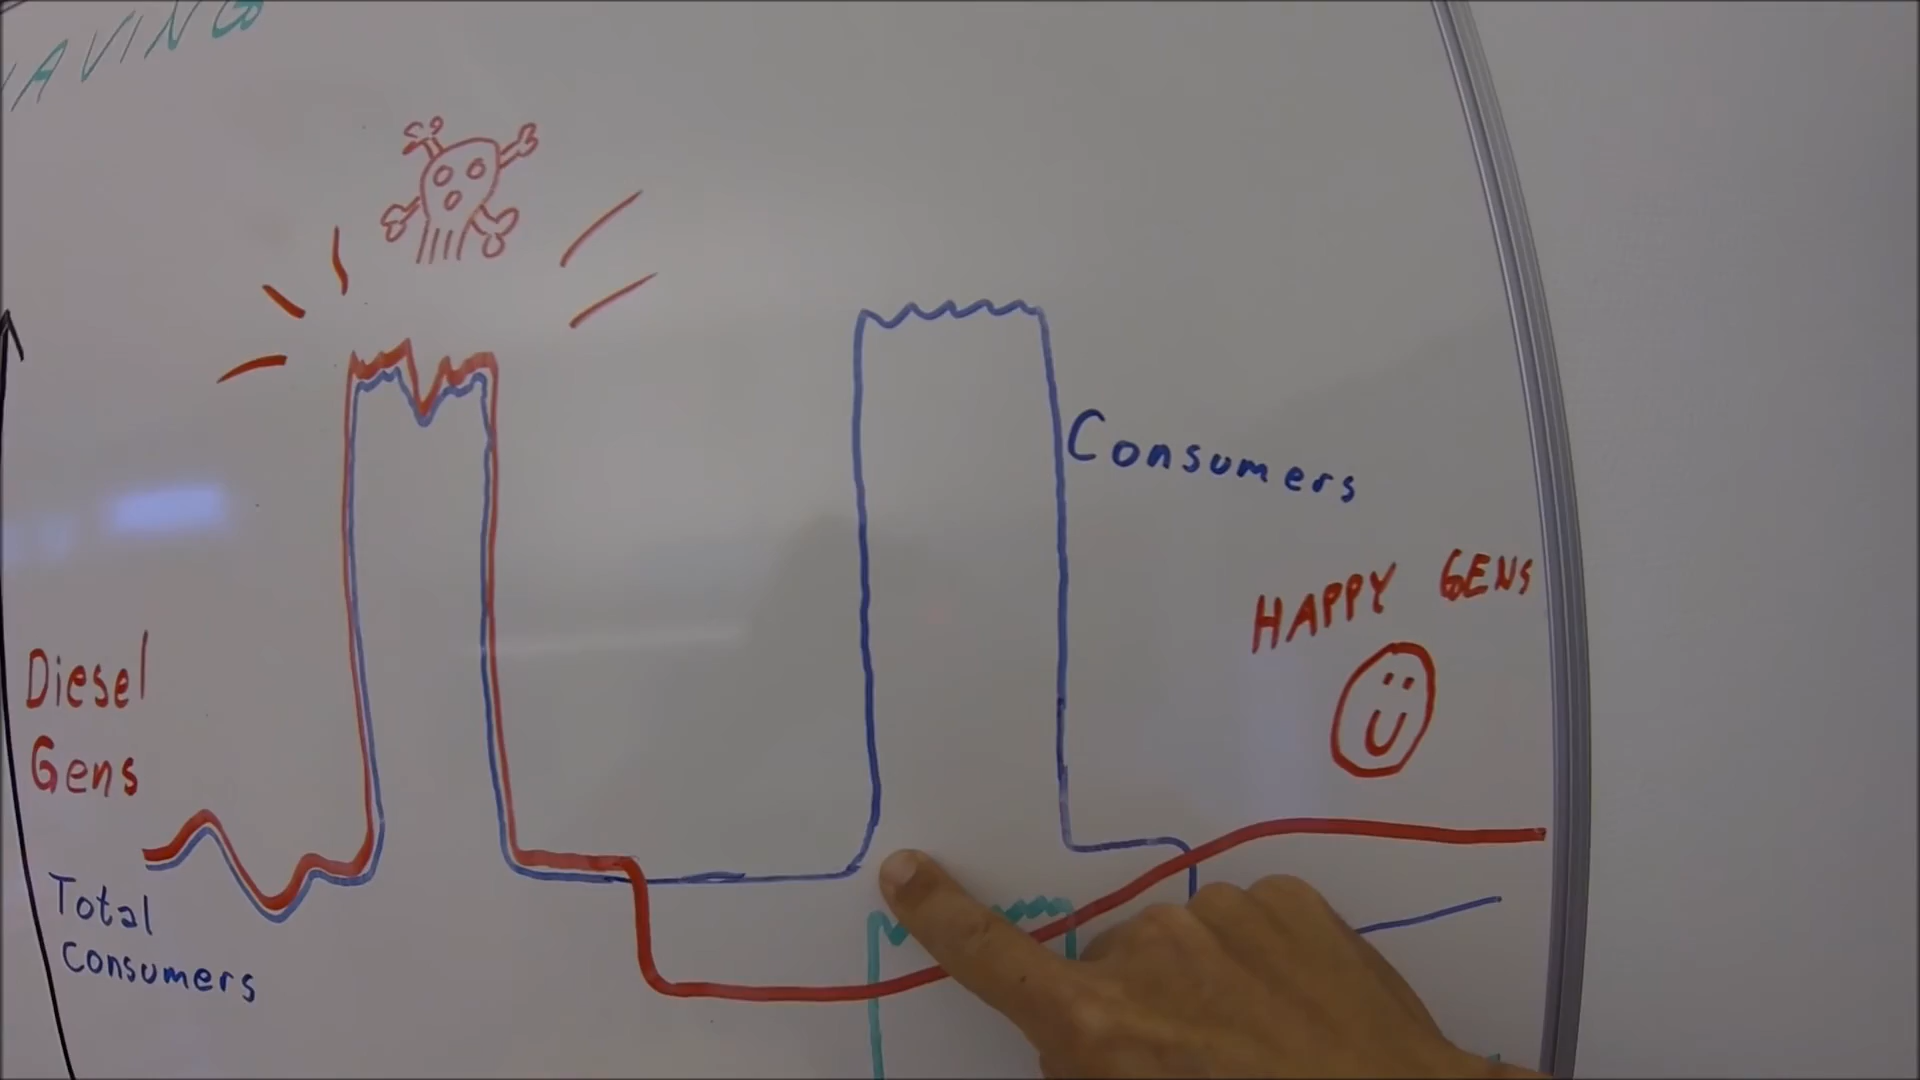 Consumers
HAPPY GENS
Diesel
Gens
Total
Consumers